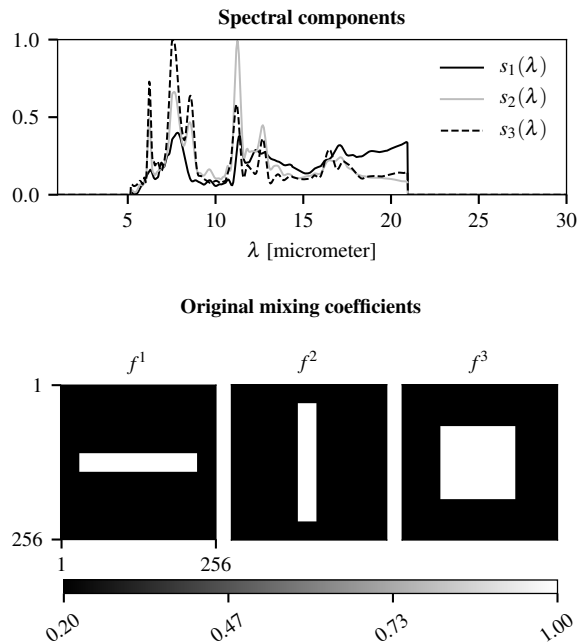 Spectral components
1.0
0.5
0.0
s₁(λ)
s₂(λ)
s₃(λ)
5 10 15 20 25 30
λ [micrometer]
Original mixing coefficients
f¹ f² f³
1
256
1 256
0.20 0.47 0.73 1.00